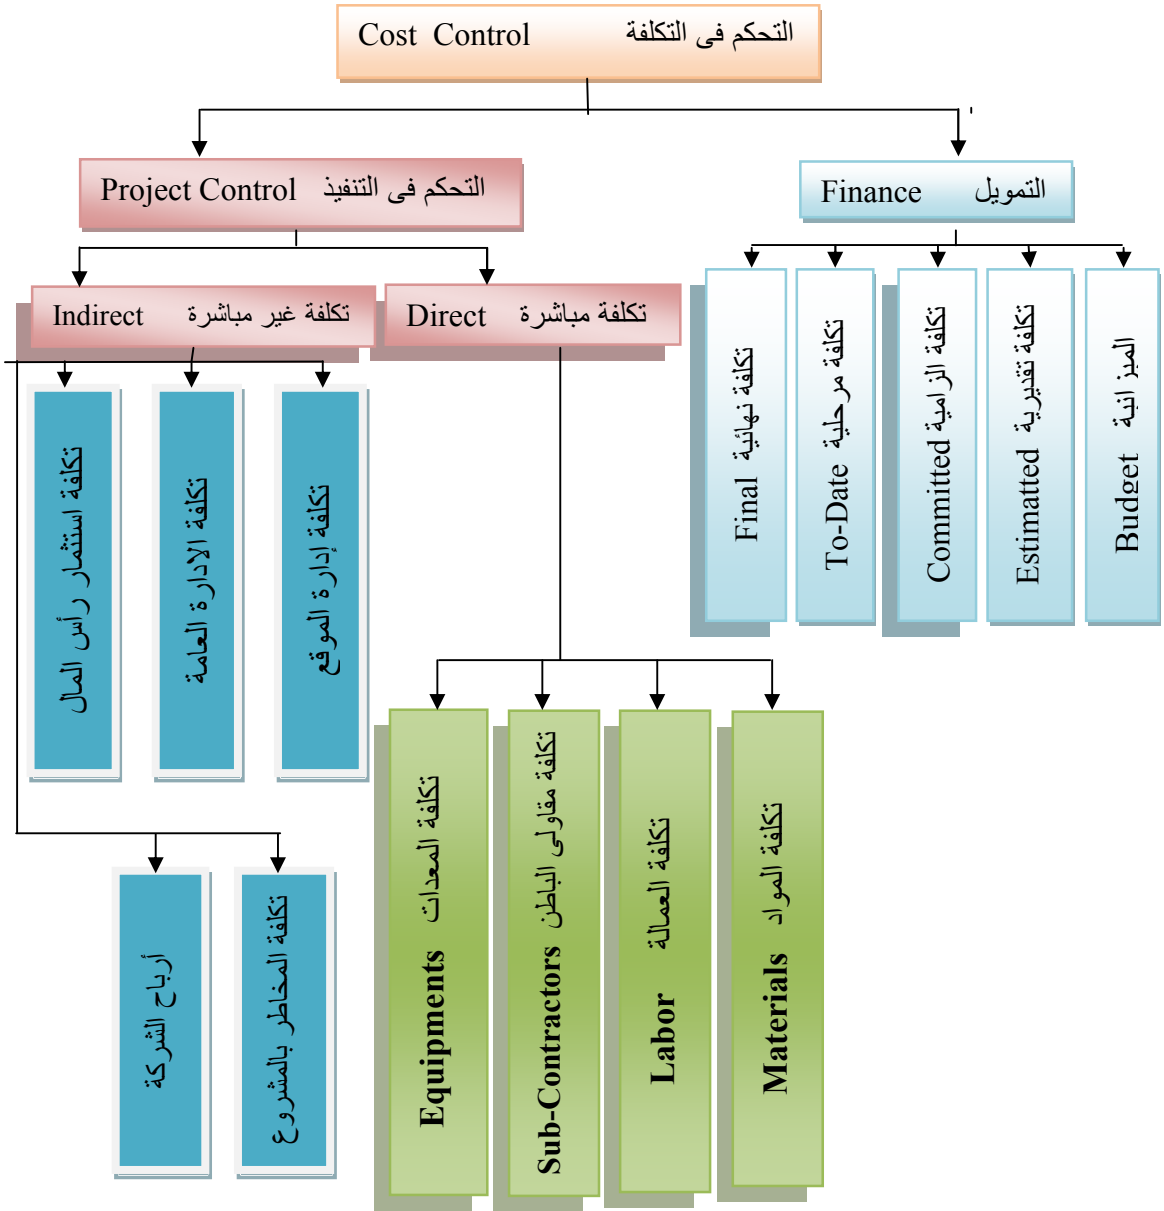 Cost Control التحكم فى التكلفة
Project Control التحكم فى التنفيذ
Finance التمويل
Indirect تكلفة غير مباشرة
Direct تكلفة مباشرة
Final تكلفة نهائية
To-Date تكلفة مرحلية
Committed تكلفة الزامية
Estimatted تكلفة تقديرية
Budget الميزانية
تكلفة استثمار رأس المال
تكلفة الادارة العامة
تكلفة إدارة الموقع
Equipments تكلفة المعدات
Sub-Contractors تكلفة مقاولى الباطن
Labor تكلفة العمالة
Materials تكلفة المواد
أرباح الشركة
تكلفة المخاطر بالمشروع